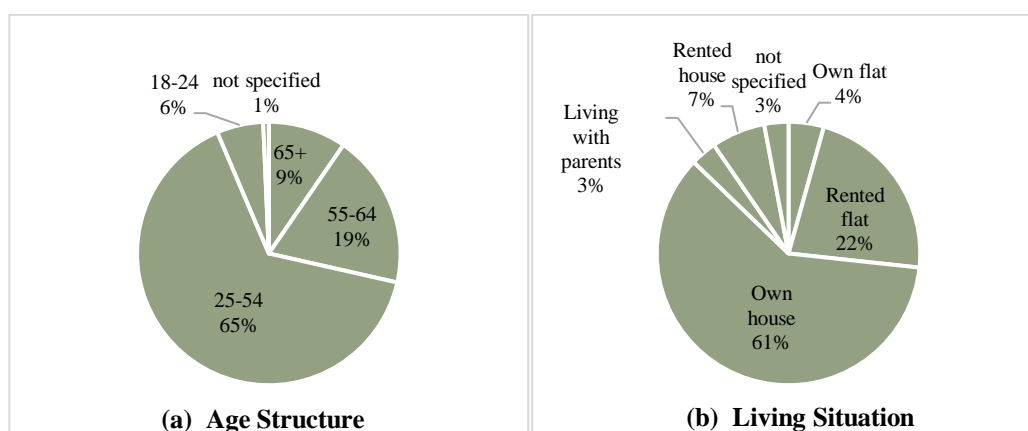 18-24
6%
not specified
1%
65+
9%
55-64
19%
25-54
65%
(a) Age Structure
Rented
house
7%
not
specified
3%
Own flat
4%
Living
with
parents
3%
Rented
flat
22%
Own
house
61%
(b) Living Situation